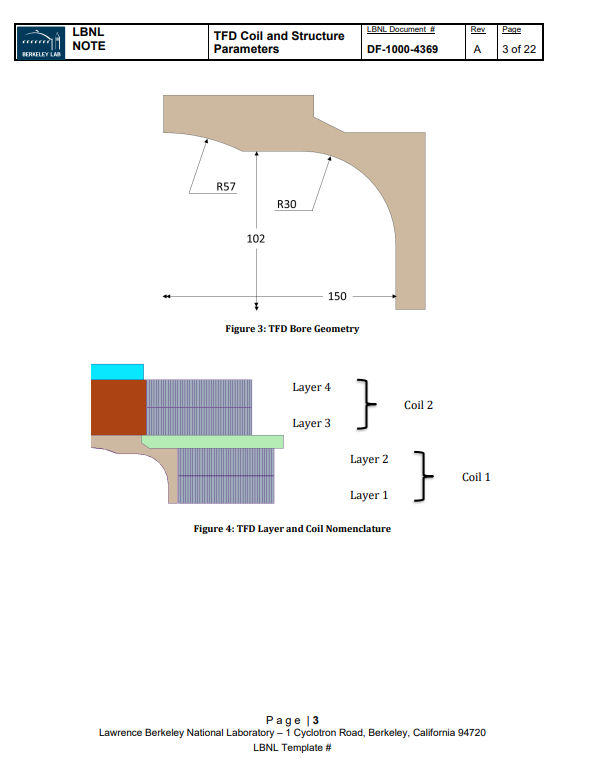 BERKELEY LAB
LBNL
NOTE
TFD Coil and Structure
Parameters
LBNL Document #
DF-1000-4369
Rev
A
Page
3 of 22
R57
R30
102
150
Figure 3: TFD Bore Geometry
Layer 4
Layer 3
Coil 2
Layer 2
Layer 1
Coil 1
Figure 4: TFD Layer and Coil Nomenclature
Page | 3
Lawrence Berkeley National Laboratory – 1 Cyclotron Road, Berkeley, California 94720
LBNL Template #